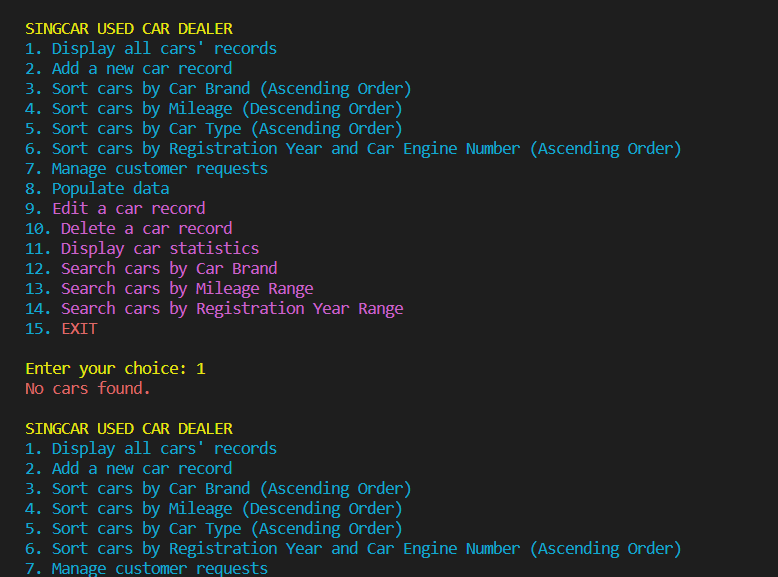 SINGCAR USED CAR DEALER
1. Display all cars' records
2. Add a new car record
3. Sort cars by Car Brand (Ascending Order)
4. Sort cars by Mileage (Descending Order)
5. Sort cars by Car Type (Ascending Order)
6. Sort cars by Registration Year and Car Engine Number (Ascending Order)
7. Manage customer requests
8. Populate data
9. Edit a car record
10. Delete a car record
11. Display car statistics
12. Search cars by Car Brand
13. Search cars by Mileage Range
14. Search cars by Registration Year Range
15. EXIT
Enter your choice: 1
No cars found.
SINGCAR USED CAR DEALER
1. Display all cars' records
2. Add a new car record
3. Sort cars by Car Brand (Ascending Order)
4. Sort cars by Mileage (Descending Order)
5. Sort cars by Car Type (Ascending Order)
6. Sort cars by Registration Year and Car Engine Number (Ascending Order)
7. Manage customer requests